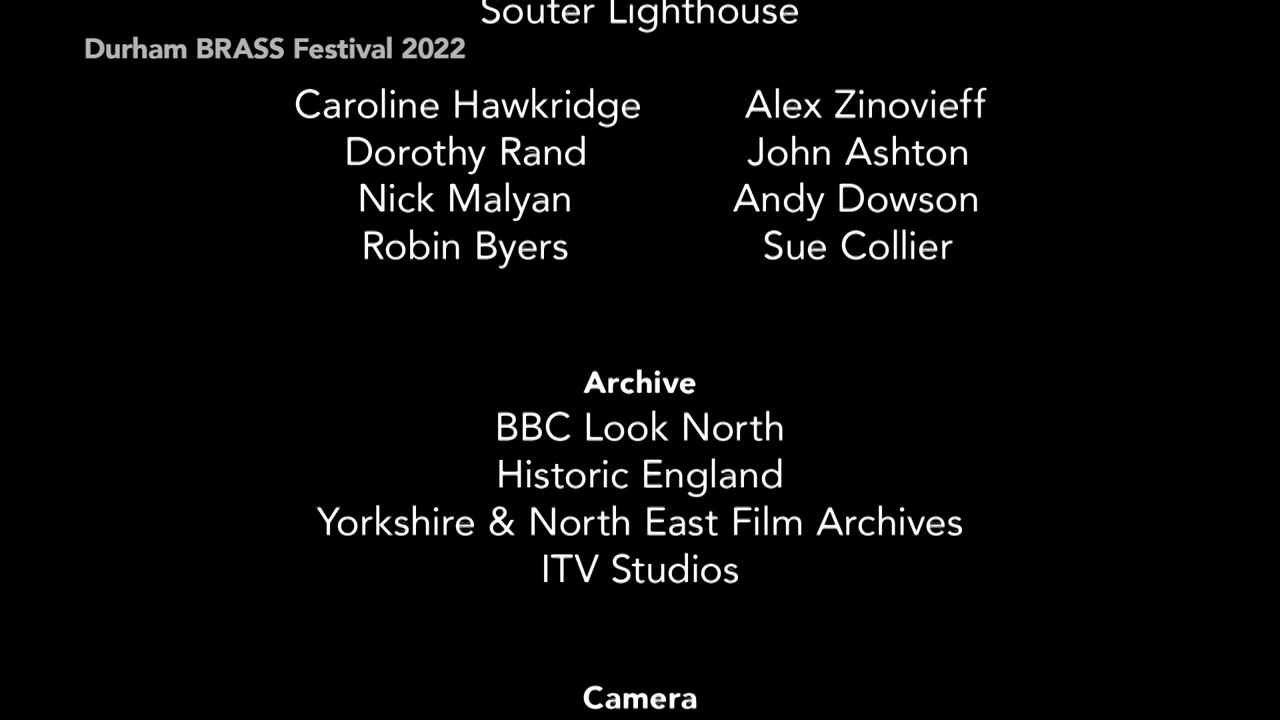 Souter Lighthouse
Durham BRASS Festival 2022
Caroline Hawkridge Alex Zinovieff
Dorothy Rand John Ashton
Nick Malyan Andy Dowson
Robin Byers Sue Collier
Archive
BBC Look North
Historic England
Yorkshire & North East Film Archives
ITV Studios
Camera